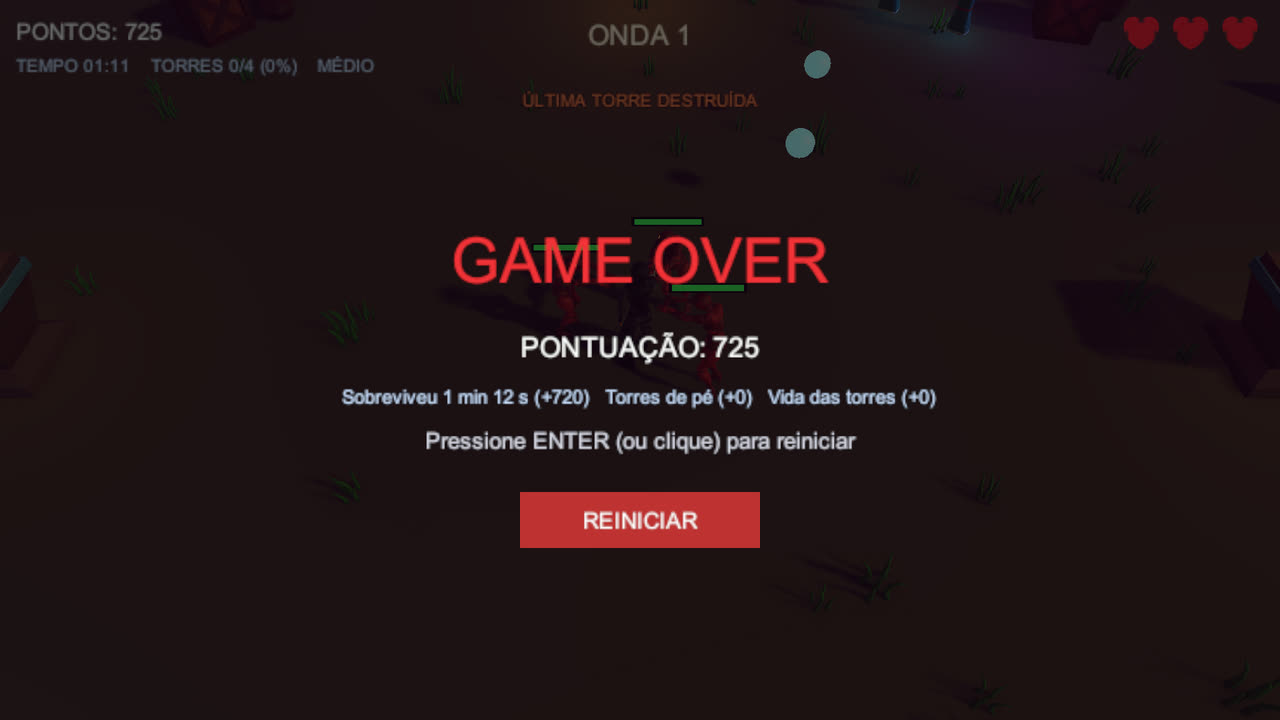 PONTOS: 725
ONDA 1
TEMPO 01:11 TORRES 0/4 (0%) MÉDIO
ÚLTIMA TORRE DESTRUÍDA
GAME OVER
PONTUAÇÃO: 725
Sobreviveu 1 min 12 s (+720) Torres de pé (+0) Vida das torres (+0)
Pressione ENTER (ou clique) para reiniciar
REINICIAR